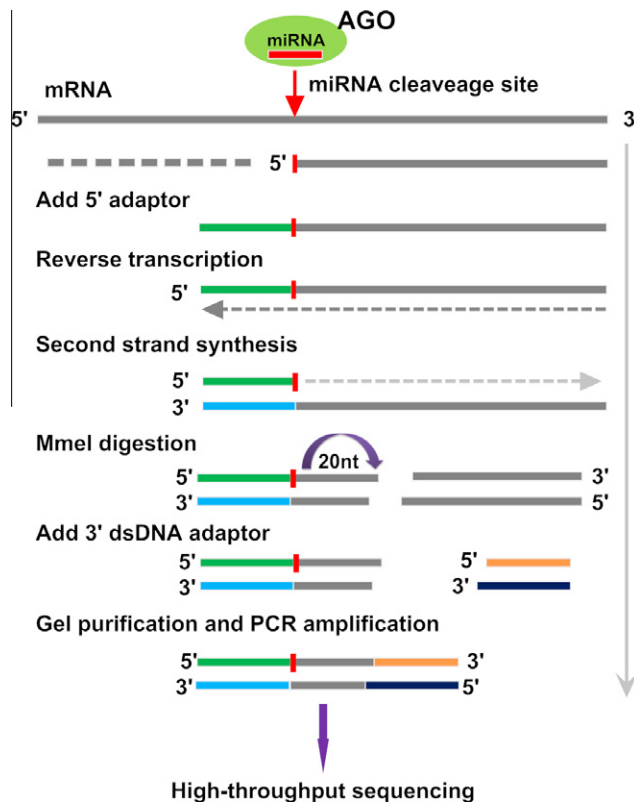 AGO
miRNA
miRNA cleaveage site
mRNA
5' 3
5'
Add 5' adaptor
Reverse transcription
5'
Second strand synthesis
5'
3'
MmeI digestion
20nt
5' 3'
3' 5'
Add 3' dsDNA adaptor
5' 5'
3' 3'
Gel purification and PCR amplification
5' 3'
3' 5'
High-throughput sequencing